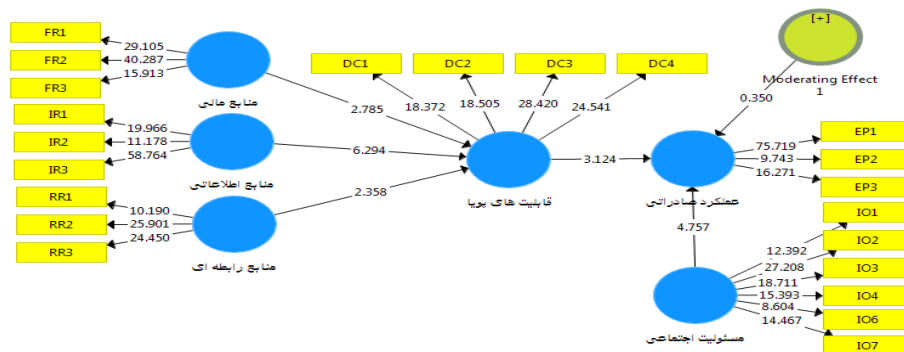 [+]
FR1
29.105
FR2
40.287
FR3
15.913
منابع مالی
DC1
DC2
DC3
DC4
18.372
18.505
28.420
24.541
Moderating Effect
1
0.350
IR1
19.966
IR2
11.178
IR3
58.764
منابع اطلاعاتی
2.785
6.294
2.358
قابلیت های پویا
3.124
EP1
75.719
EP2
9.743
EP3
16.271
عملکرد صادراتی
RR1
10.190
RR2
25.901
RR3
24.450
منابع رابطه ای
4.757
IO1
12.392
IO2
27.208
IO3
18.711
IO4
15.393
IO6
8.604
IO7
14.467
مسئولیت اجتماعی